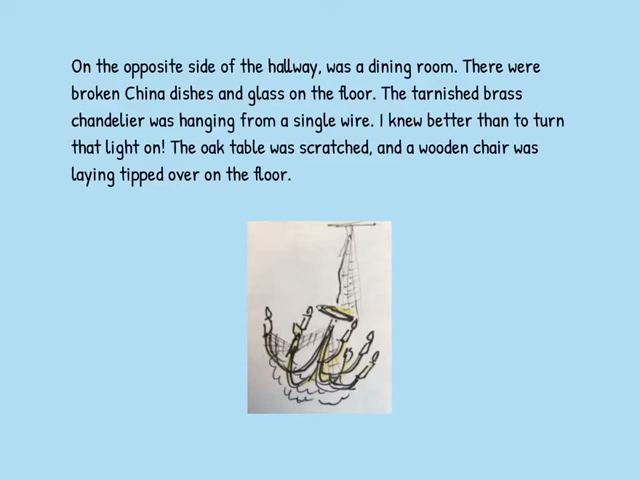 On the opposite side of the hallway, was a dining room. There were
broken China dishes and glass on the floor. The tarnished brass
chandelier was hanging from a single wire. I knew better than to turn
that light on! The oak table was scratched, and a wooden chair was
laying tipped over on the floor.